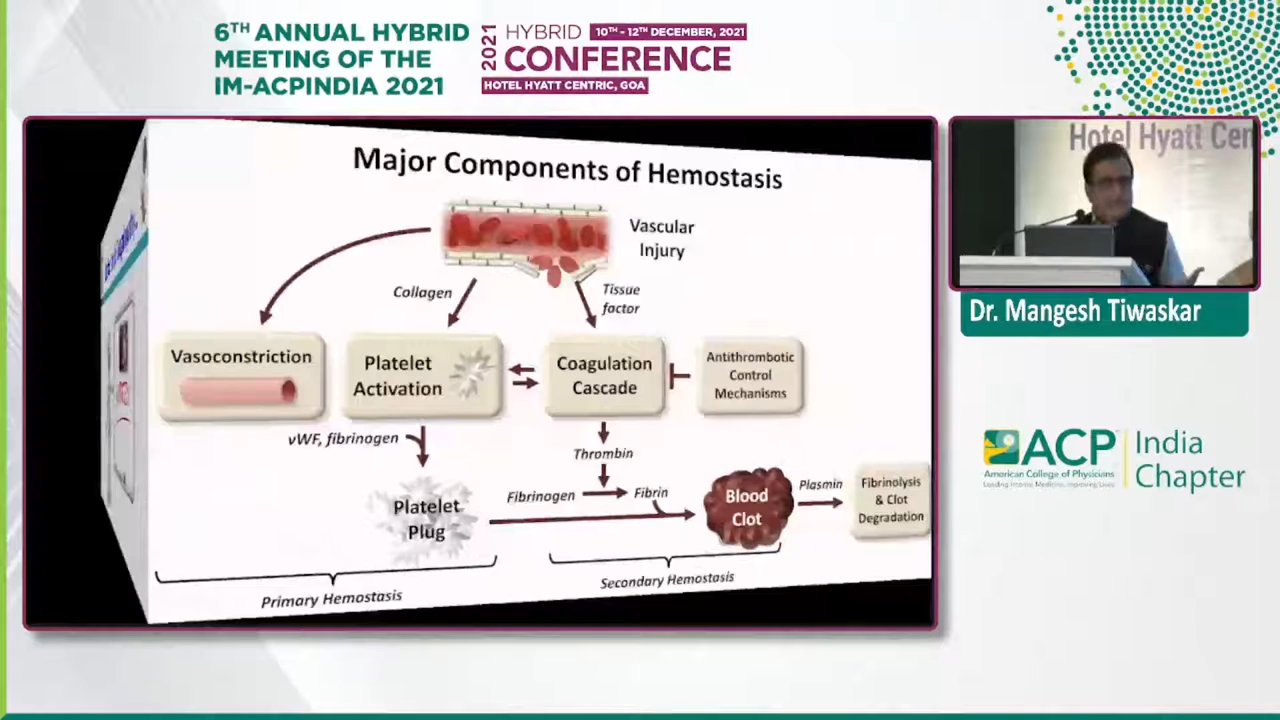 6TH ANNUAL HYBRID
MEETING OF THE
IM-ACPINDIA 2021
2021
HYBRID
10TH - 12TH DECEMBER, 2021
CONFERENCE
HOTEL HYATT CENTRIC, GOA
Major Components of Hemostasis
Vascular
Injury
Collagen
Tissue
factor
Vasoconstriction
Platelet
Activation
Coagulation
Cascade
Antithrombotic
Control
Mechanisms
vWF, fibrinogen
Thrombin
Platelet
Plug
Fibrinogen
Fibrin
Blood
Clot
Plasmin
Fibrinolysis
& Clot
Degradation
Primary Hemostasis
Secondary Hemostasis
Hotel Hyatt Cen
Dr. Mangesh Tiwaskar
ACP
American College of Physicians
Leading Internal Medicine, Improving Lives
India
Chapter